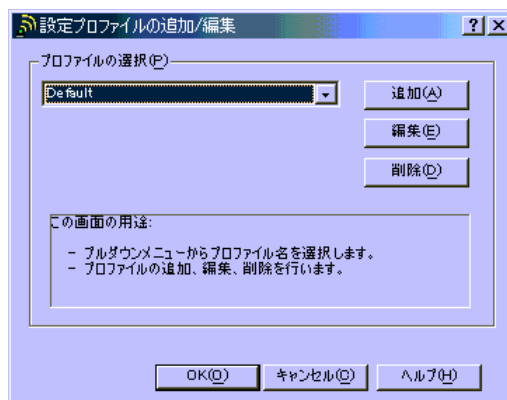 設定プロファイルの追加/編集
プロファイルの選択(P)
Default
追加(A)
編集(E)
削除(D)
この画面の用途:
- プルダウンメニューからプロファイル名を選択します。
- プロファイルの追加、編集、削除を行います。
OK(O)
キャンセル(C)
ヘルプ(H)